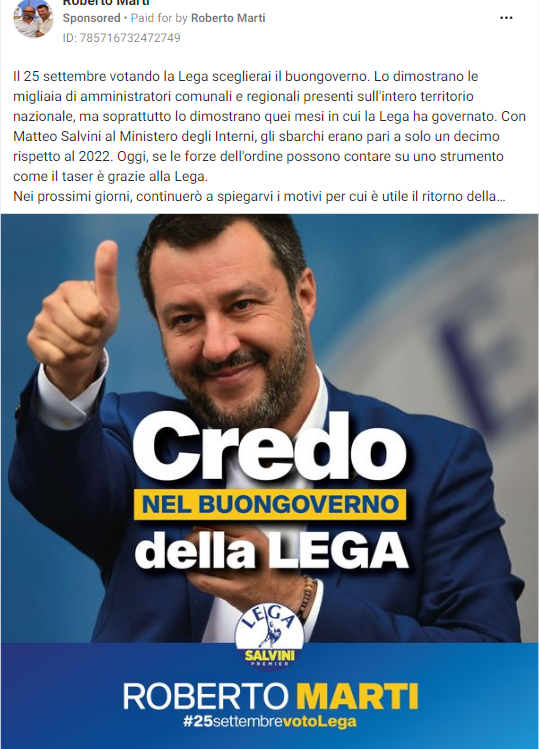 Roberto Marti
Sponsored • Paid for by Roberto Marti
ID: 785716732472749
Il 25 settembre votando la Lega sceglierai il buongoverno. Lo dimostrano le
migliaia di amministratori comunali e regionali presenti sull'intero territorio
nazionale, ma soprattutto lo dimostrano quei mesi in cui la Lega ha governato. Con
Matteo Salvini al Ministero degli Interni, gli sbarchi erano pari a solo un decimo
rispetto al 2022. Oggi, se le forze dell'ordine possono contare su uno strumento
come il taser è grazie alla Lega.
Nei prossimi giorni, continuerò a spiegarvi i motivi per cui è utile il ritorno della…
Credo
NEL BUONGOVERNO
della LEGA
LEGA
SALVINI
PREMIER
ROBERTO MARTI
#25settembrevotoLega